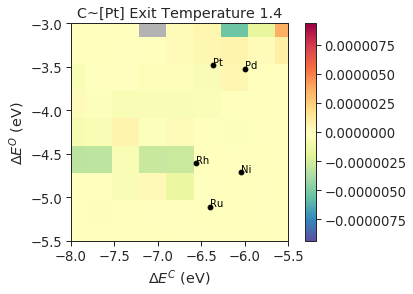 C~[Pt] Exit Temperature 1.4
−3.0
−3.5
−4.0
−4.5
−5.0
−5.5
ΔE^O (eV)
Pt
Pd
Rh
Ni
Ru
−8.0 −7.5 −7.0 −6.5 −6.0 −5.5
ΔE^C (eV)
0.0000075
0.0000050
0.0000025
0.0000000
−0.0000025
−0.0000050
−0.0000075